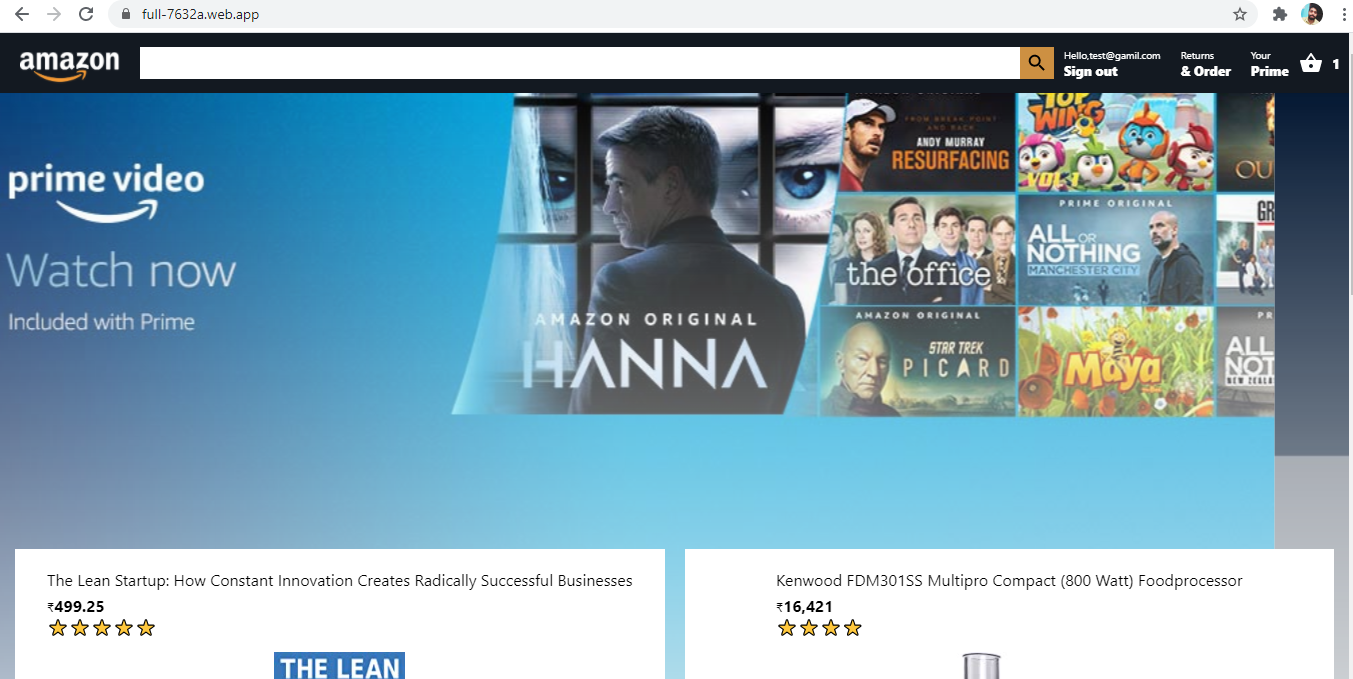 full-7632a.web.app
amazon
Hello,test@gamil.com
Sign out
Returns
& Order
Your
Prime
1
prime video
Watch now
Included with Prime
AMAZON ORIGINAL
HANNA
FROM BREAK POINT
AND BACK
ANDY MURRAY
RESURFACING
TOP
WING
VOL 1
OU
the office
PRIME ORIGINAL
ALL OR
NOTHING
MANCHESTER CITY
GR
AMAZON ORIGINAL
STAR TREK
PICARD
Maya
PR
ALL
NOT
NEW ZEALA
The Lean Startup: How Constant Innovation Creates Radically Successful Businesses
₹499.25
THE LEAN
Kenwood FDM301SS Multipro Compact (800 Watt) Foodprocessor
₹16,421